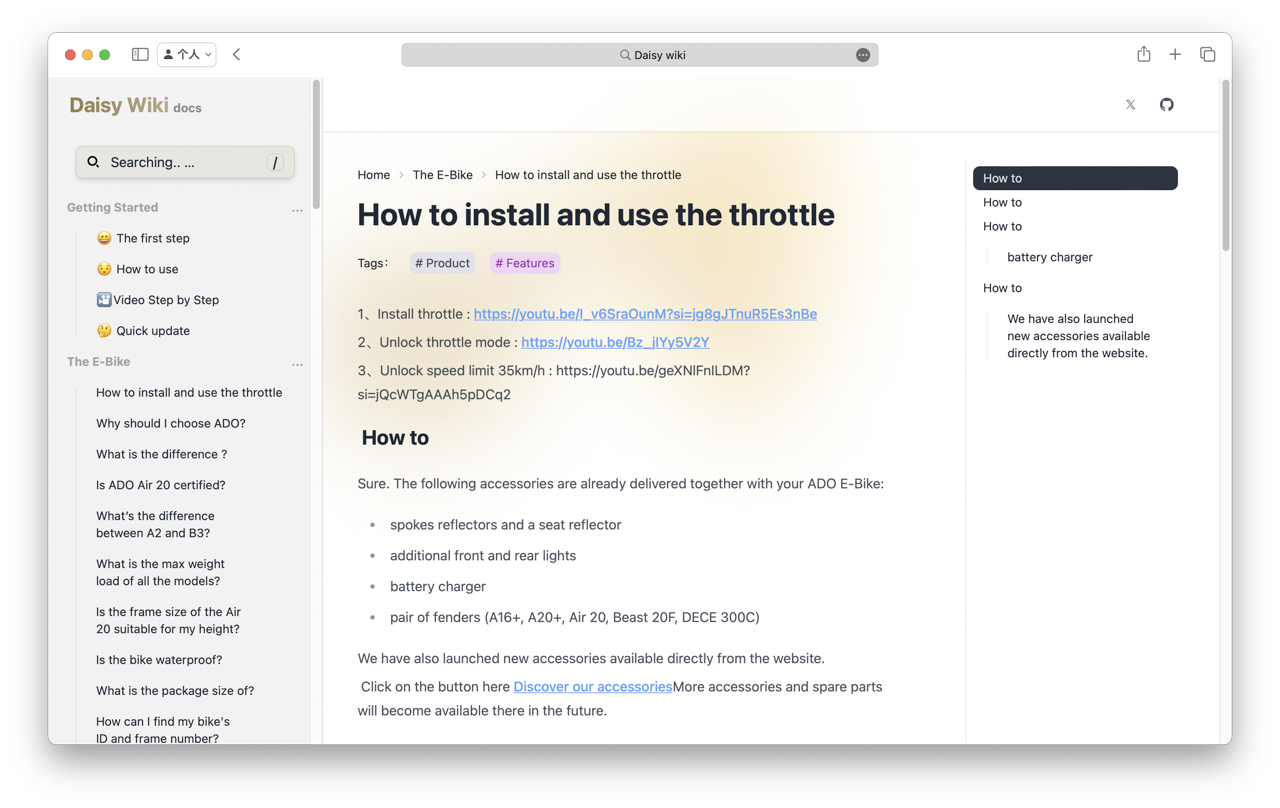 个人
Daisy wiki
Daisy Wiki docs
Searching.. ...
/
Getting Started
...
The first step
How to use
Video Step by Step
Quick update
The E-Bike
...
How to install and use the throttle
Why should I choose ADO?
What is the difference ?
Is ADO Air 20 certified?
What's the difference
between A2 and B3?
What is the max weight
load of all the models?
Is the frame size of the Air
20 suitable for my height?
Is the bike waterproof?
What is the package size of?
How can I find my bike's
ID and frame number?
Home > The E-Bike > How to install and use the throttle
How to install and use the throttle
Tags: # Product # Features
1、Install throttle : https://youtu.be/l_v6SraOunM?si=jg8gJTnuR5Es3nBe
2、Unlock throttle mode : https://youtu.be/Bz_jlYy5V2Y
3、Unlock speed limit 35km/h : https://youtu.be/geXNlFnlLDM?
si=jQcWTgAAAh5pDCq2
How to
Sure. The following accessories are already delivered together with your ADO E-Bike:
• spokes reflectors and a seat reflector
• additional front and rear lights
• battery charger
• pair of fenders (A16+, A20+, Air 20, Beast 20F, DECE 300C)
We have also launched new accessories available directly from the website.
Click on the button here Discover our accessoriesMore accessories and spare parts
will become available there in the future.
How to
How to
How to
battery charger
How to
We have also launched
new accessories available
directly from the website.